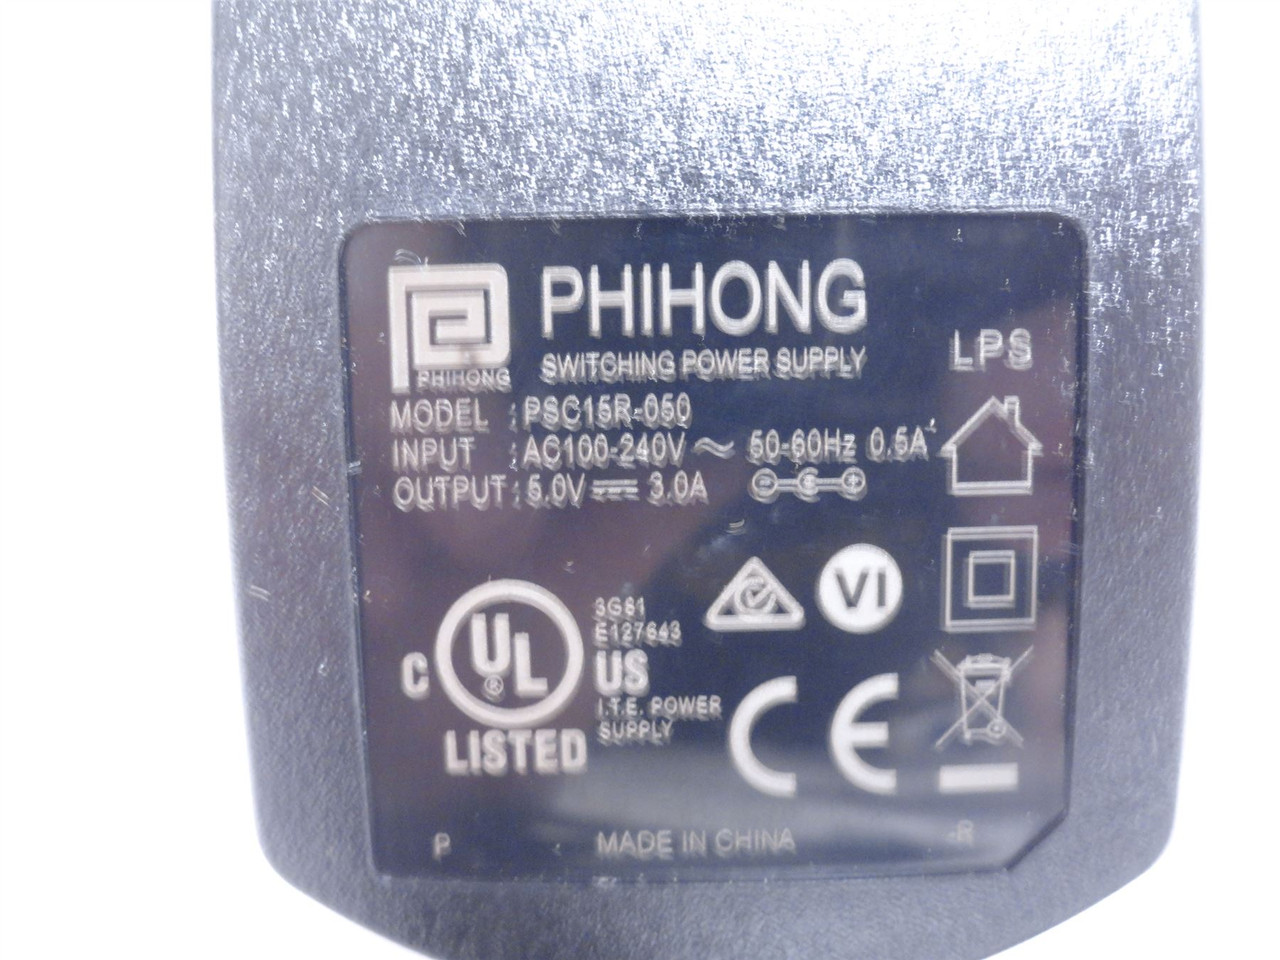 PHIHONG
PHIHONG
SWITCHING POWER SUPPLY
LPS
MODEL : PSC15R-050
INPUT : AC100-240V ~ 50-60Hz 0.5A
OUTPUT : 5.0V ⎓ 3.0A
VI
3G81
E127643
C UL ® US
LISTED
I.T.E. POWER
SUPPLY
CE
P
MADE IN CHINA
-R